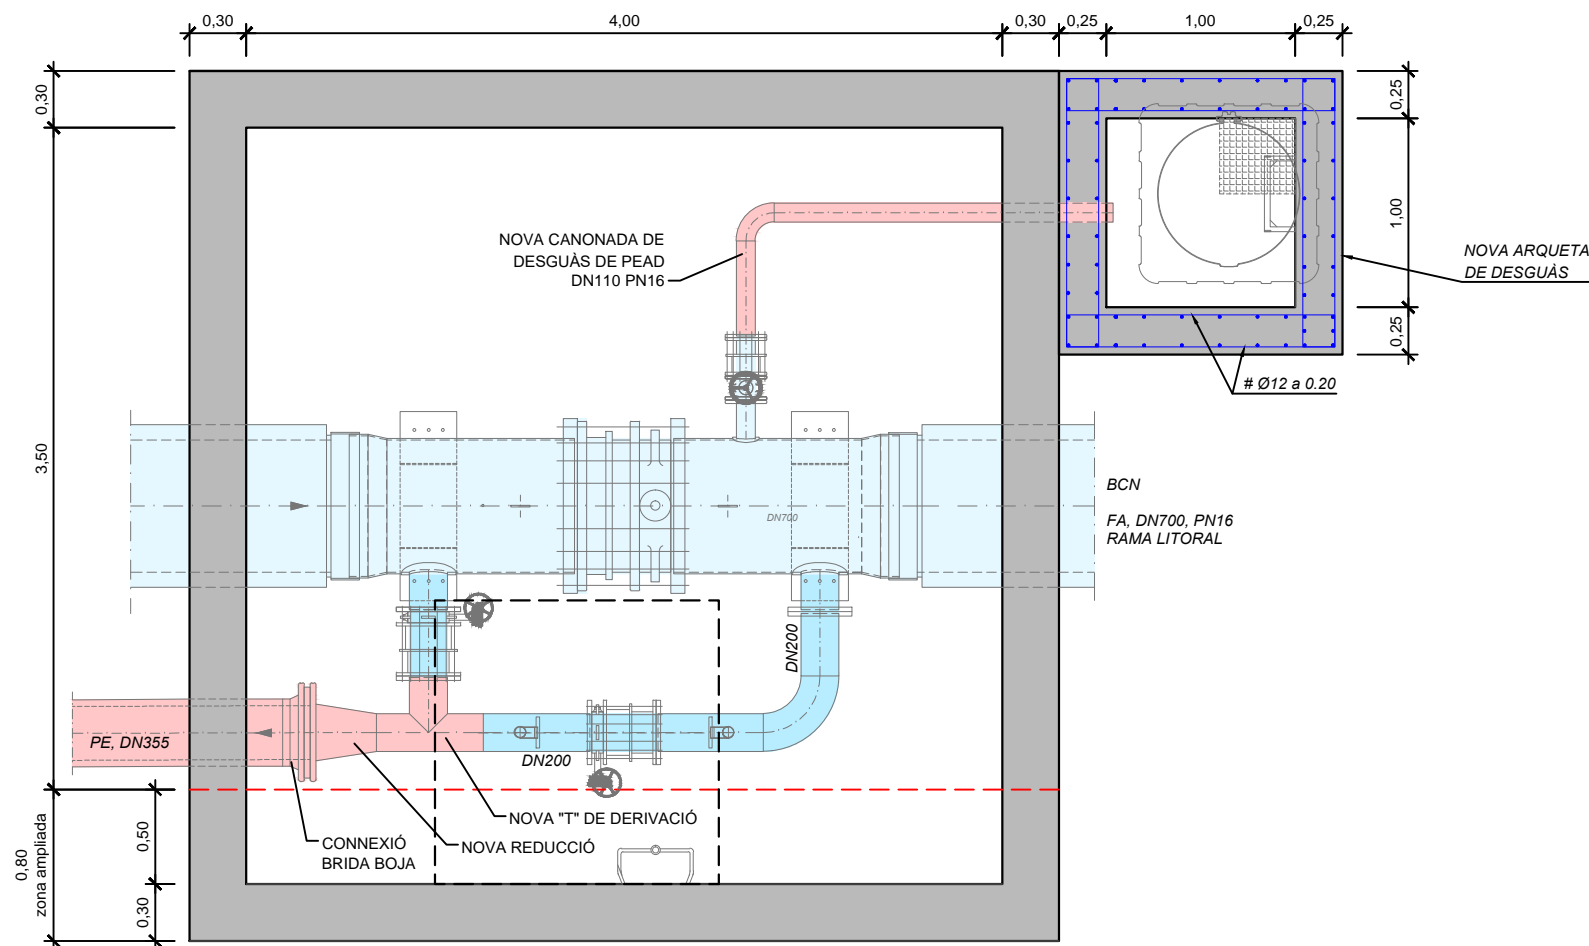 0,30
4,00
0,30
0,25
1,00
0,25
0,30
3,50
0,25
1,00
0,25
NOVA CANONADA DE
DESGUÀS DE PEAD
DN110 PN16
NOVA ARQUETA
DE DESGUÀS
# Ø12 a 0.20
BCN
FA, DN700, PN16
RAMA LITORAL
DN700
DN200
PE, DN355
DN200
NOVA "T" DE DERIVACIÓ
NOVA REDUCCIÓ
CONNEXIÓ
BRIDA BOJA
0,80
zona ampliada
0,50
0,30